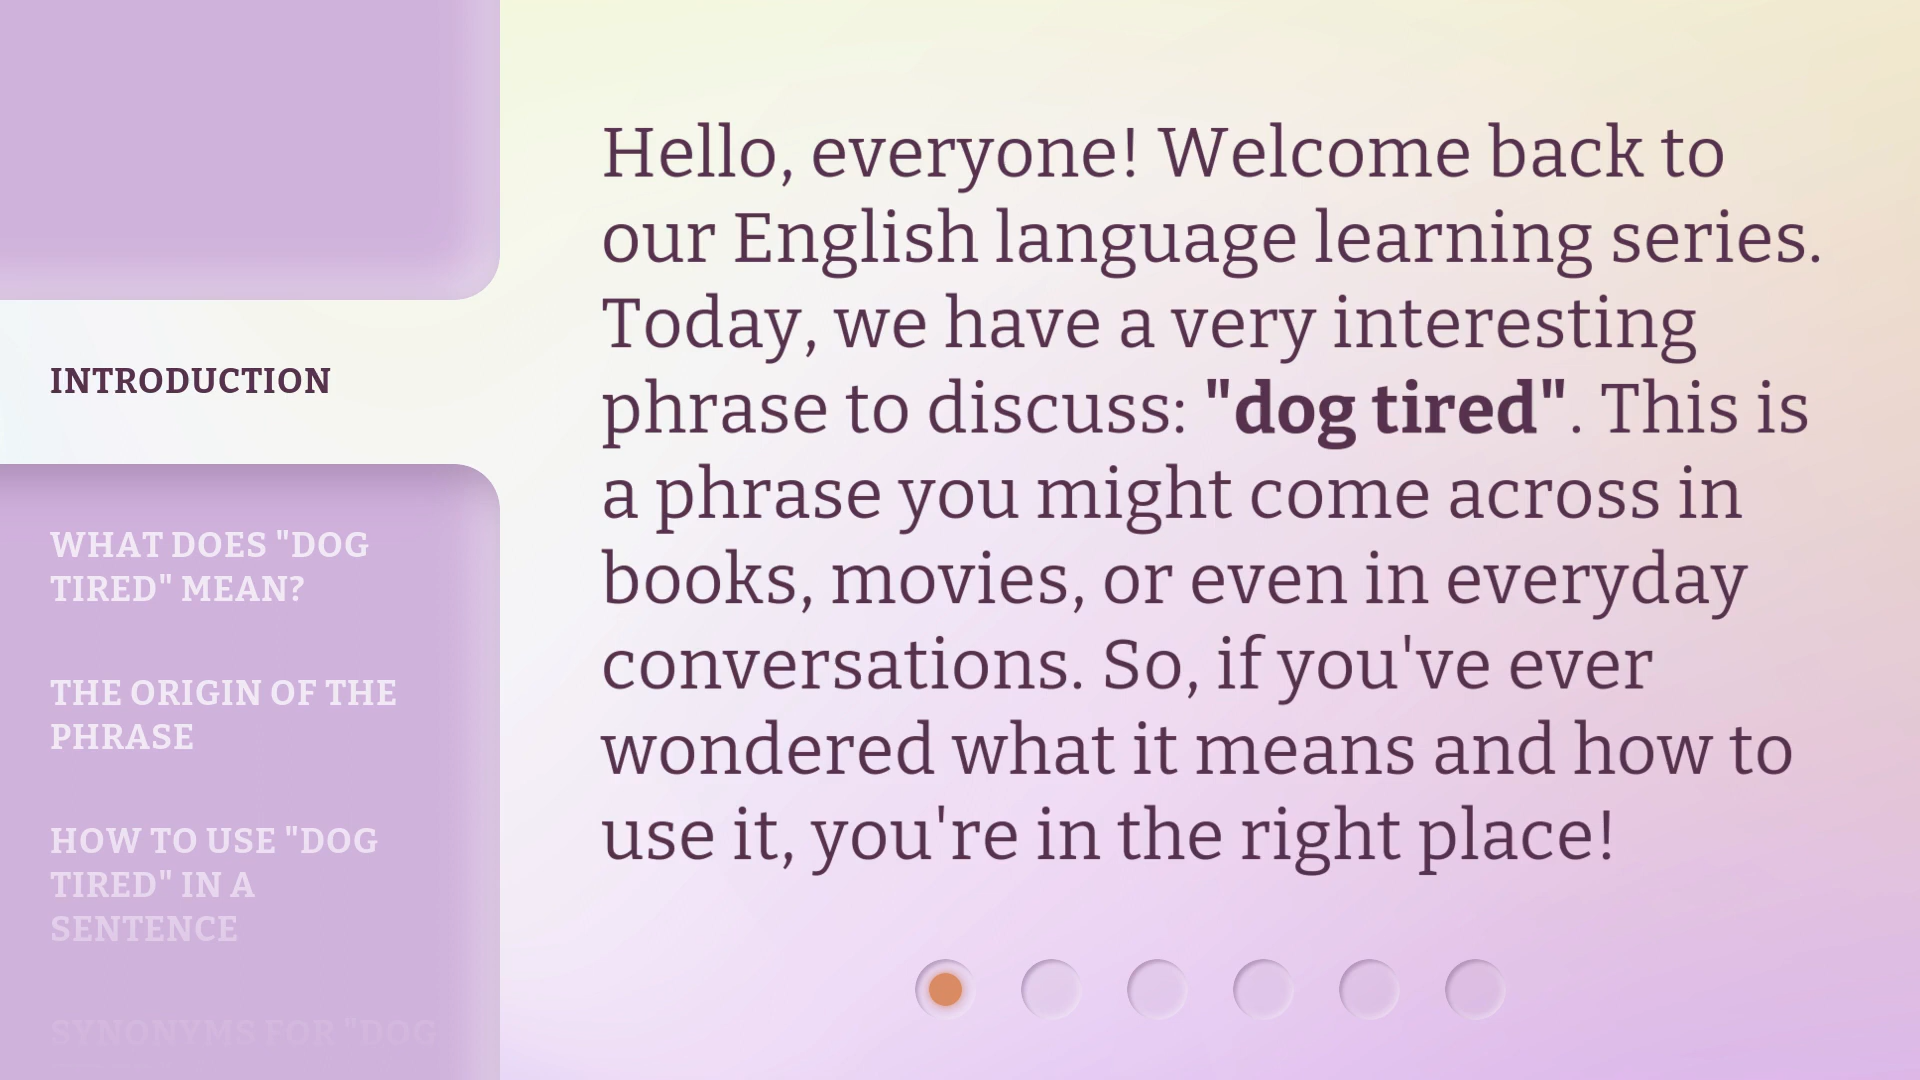 INTRODUCTION
WHAT DOES "DOG
TIRED" MEAN?
THE ORIGIN OF THE
PHRASE
HOW TO USE "DOG
TIRED" IN A
SENTENCE
SYNONYMS FOR "DOG
Hello, everyone! Welcome back to
our English language learning series.
Today, we have a very interesting
phrase to discuss: "dog tired". This is
a phrase you might come across in
books, movies, or even in everyday
conversations. So, if you've ever
wondered what it means and how to
use it, you're in the right place!